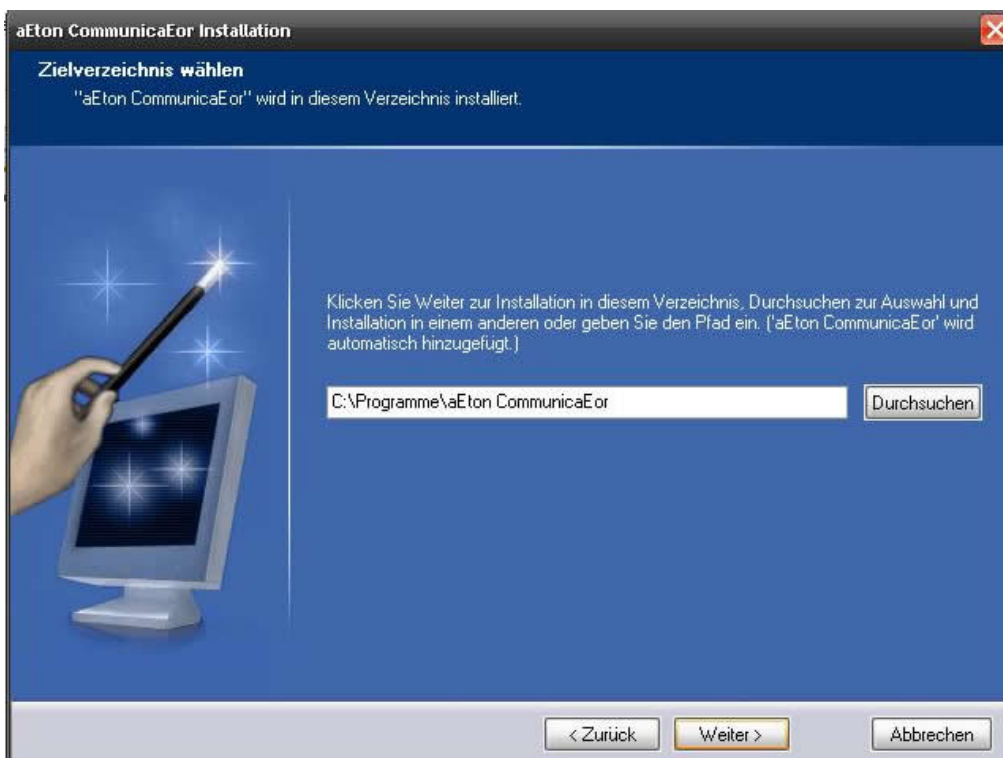 aEton CommunicaEor Installation
Zielverzeichnis wählen
"aEton CommunicaEor" wird in diesem Verzeichnis installiert.
Klicken Sie Weiter zur Installation in diesem Verzeichnis, Durchsuchen zur Auswahl und
Installation in einem anderen oder geben Sie den Pfad ein. ('aEton CommunicaEor' wird
automatisch hinzugefügt.)
C:\Programme\aEton CommunicaEor
Durchsuchen
< Zurück
Weiter >
Abbrechen